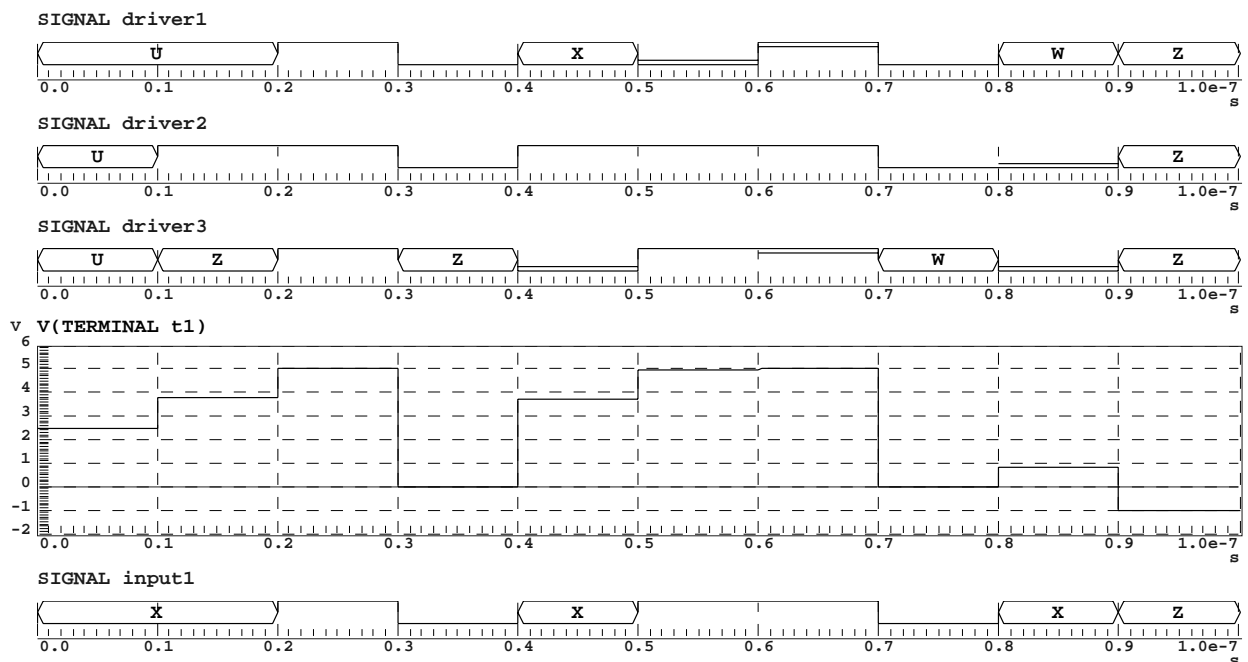 SIGNAL driver1
U X W Z
0.0 0.1 0.2 0.3 0.4 0.5 0.6 0.7 0.8 0.9 1.0e-7
s
SIGNAL driver2
U Z
0.0 0.1 0.2 0.3 0.4 0.5 0.6 0.7 0.8 0.9 1.0e-7
s
SIGNAL driver3
U Z Z W Z
0.0 0.1 0.2 0.3 0.4 0.5 0.6 0.7 0.8 0.9 1.0e-7
s
V V(TERMINAL t1)
6
5
4
3
2
1
0
-1
-2
0.0 0.1 0.2 0.3 0.4 0.5 0.6 0.7 0.8 0.9 1.0e-7
s
SIGNAL input1
X X X Z
0.0 0.1 0.2 0.3 0.4 0.5 0.6 0.7 0.8 0.9 1.0e-7
s